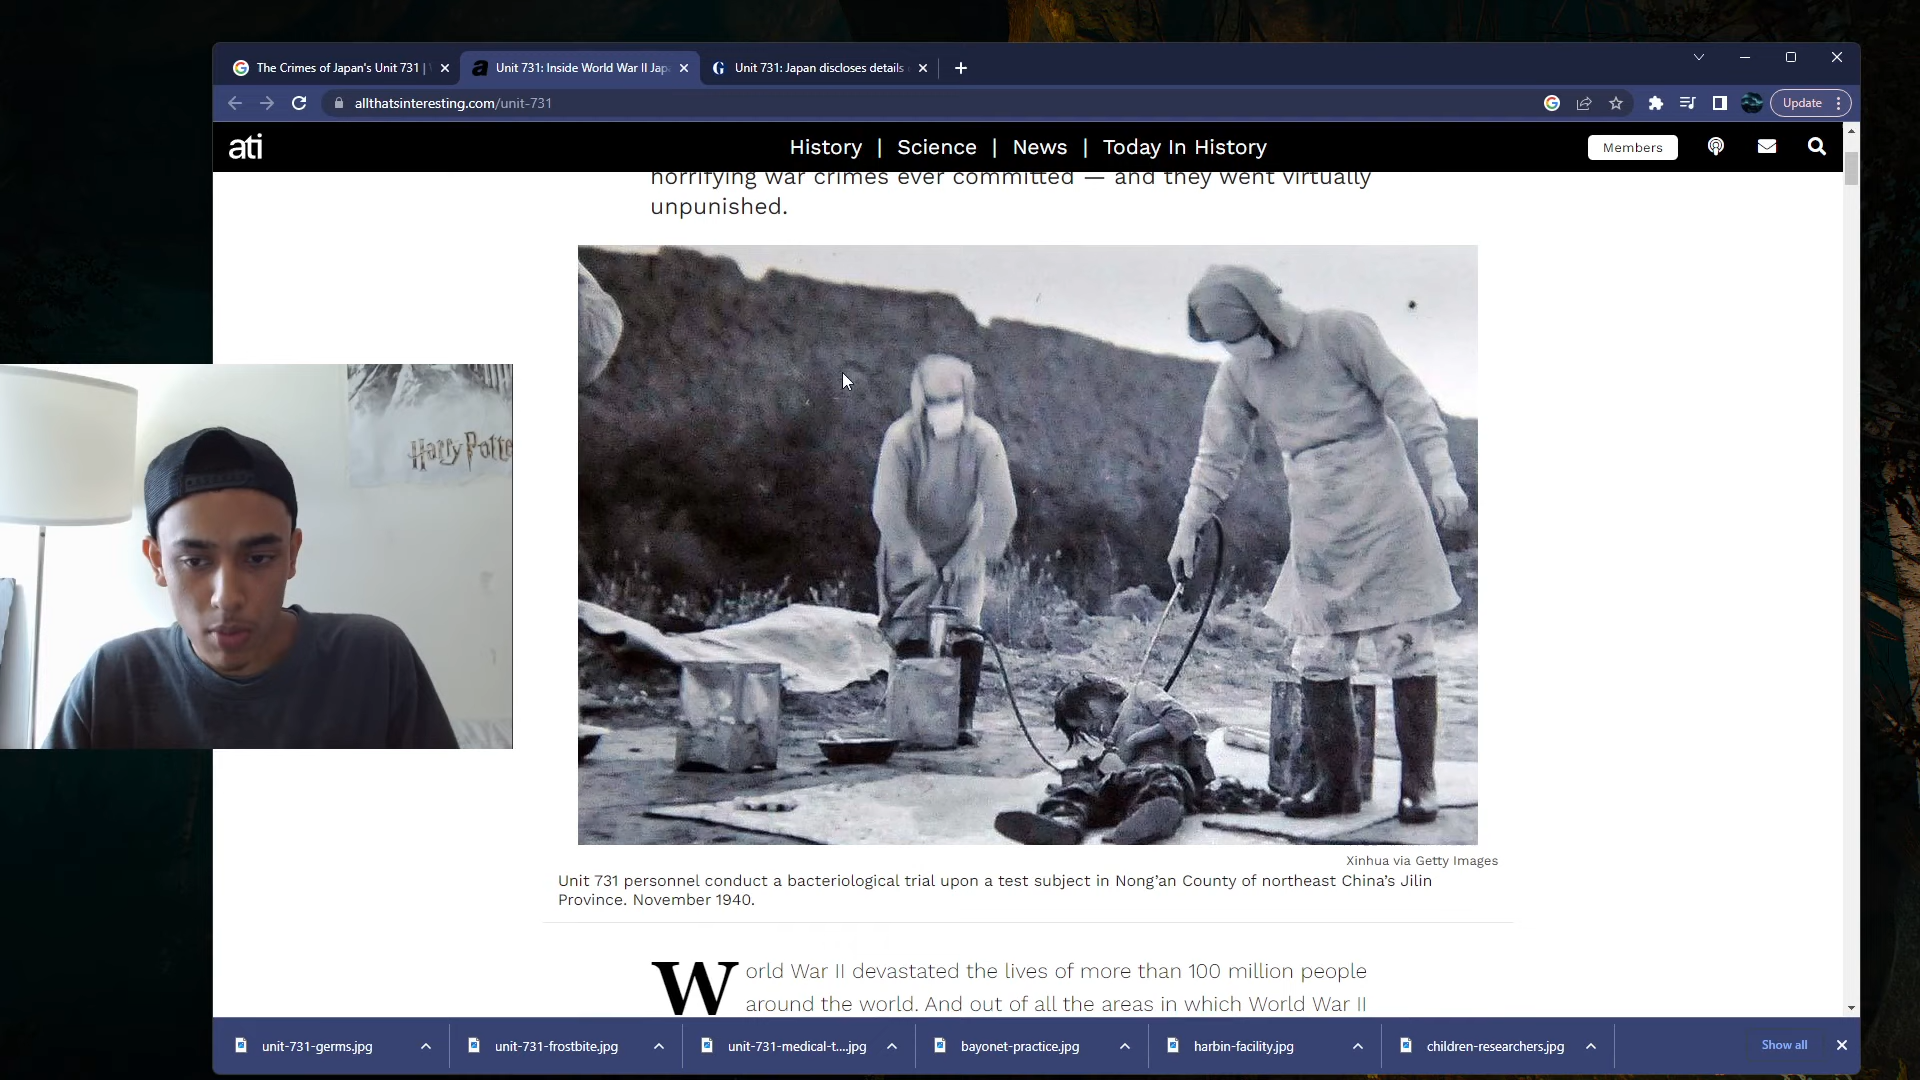 The Crimes of Japan's Unit 731 |
Unit 731: Inside World War II Jap
Unit 731: Japan discloses details
allthatsinteresting.com/unit-731
Update
ati
History | Science | News | Today In History
Members
horrifying war crimes ever committed — and they went virtually
unpunished.
Harry Potte
Xinhua via Getty Images
Unit 731 personnel conduct a bacteriological trial upon a test subject in Nong’an County of northeast China’s Jilin
Province. November 1940.
World War II devastated the lives of more than 100 million people
around the world. And out of all the areas in which World War II
unit-731-germs.jpg
unit-731-frostbite.jpg
unit-731-medical-t....jpg
bayonet-practice.jpg
harbin-facility.jpg
children-researchers.jpg
Show all